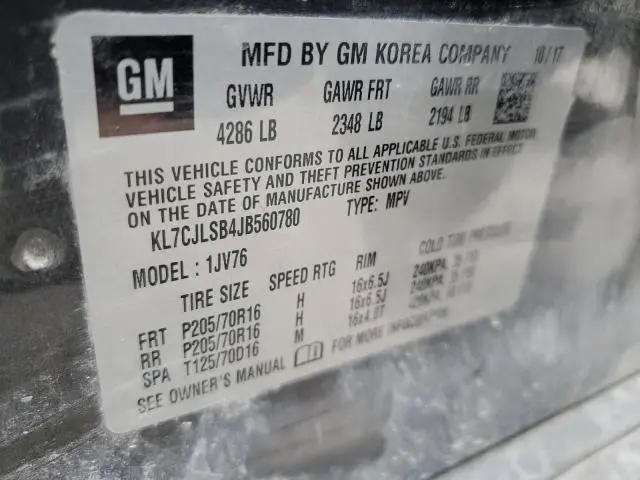 GM
MFD BY GM KOREA COMPANY 10/17
GVWR GAWR FRT GAWR RR
4286 LB 2348 LB 2194 LB
THIS VEHICLE CONFORMS TO ALL APPLICABLE U.S. FEDERAL MOTOR
VEHICLE SAFETY AND THEFT PREVENTION STANDARDS IN EFFECT
ON THE DATE OF MANUFACTURE SHOWN ABOVE.
KL7CJLSB4JB560780 TYPE: MPV
MODEL: 1JV76
TIRE SIZE SPEED RTG RIM COLD TIRE
FRT P205/70R16 H 16x6.5J 240KPA
RR P205/70R16 H 16x6.5J 240KPA
SPA T125/70D16 M 16x4.0T
SEE OWNER'S MANUAL FOR MORE INFORMATION